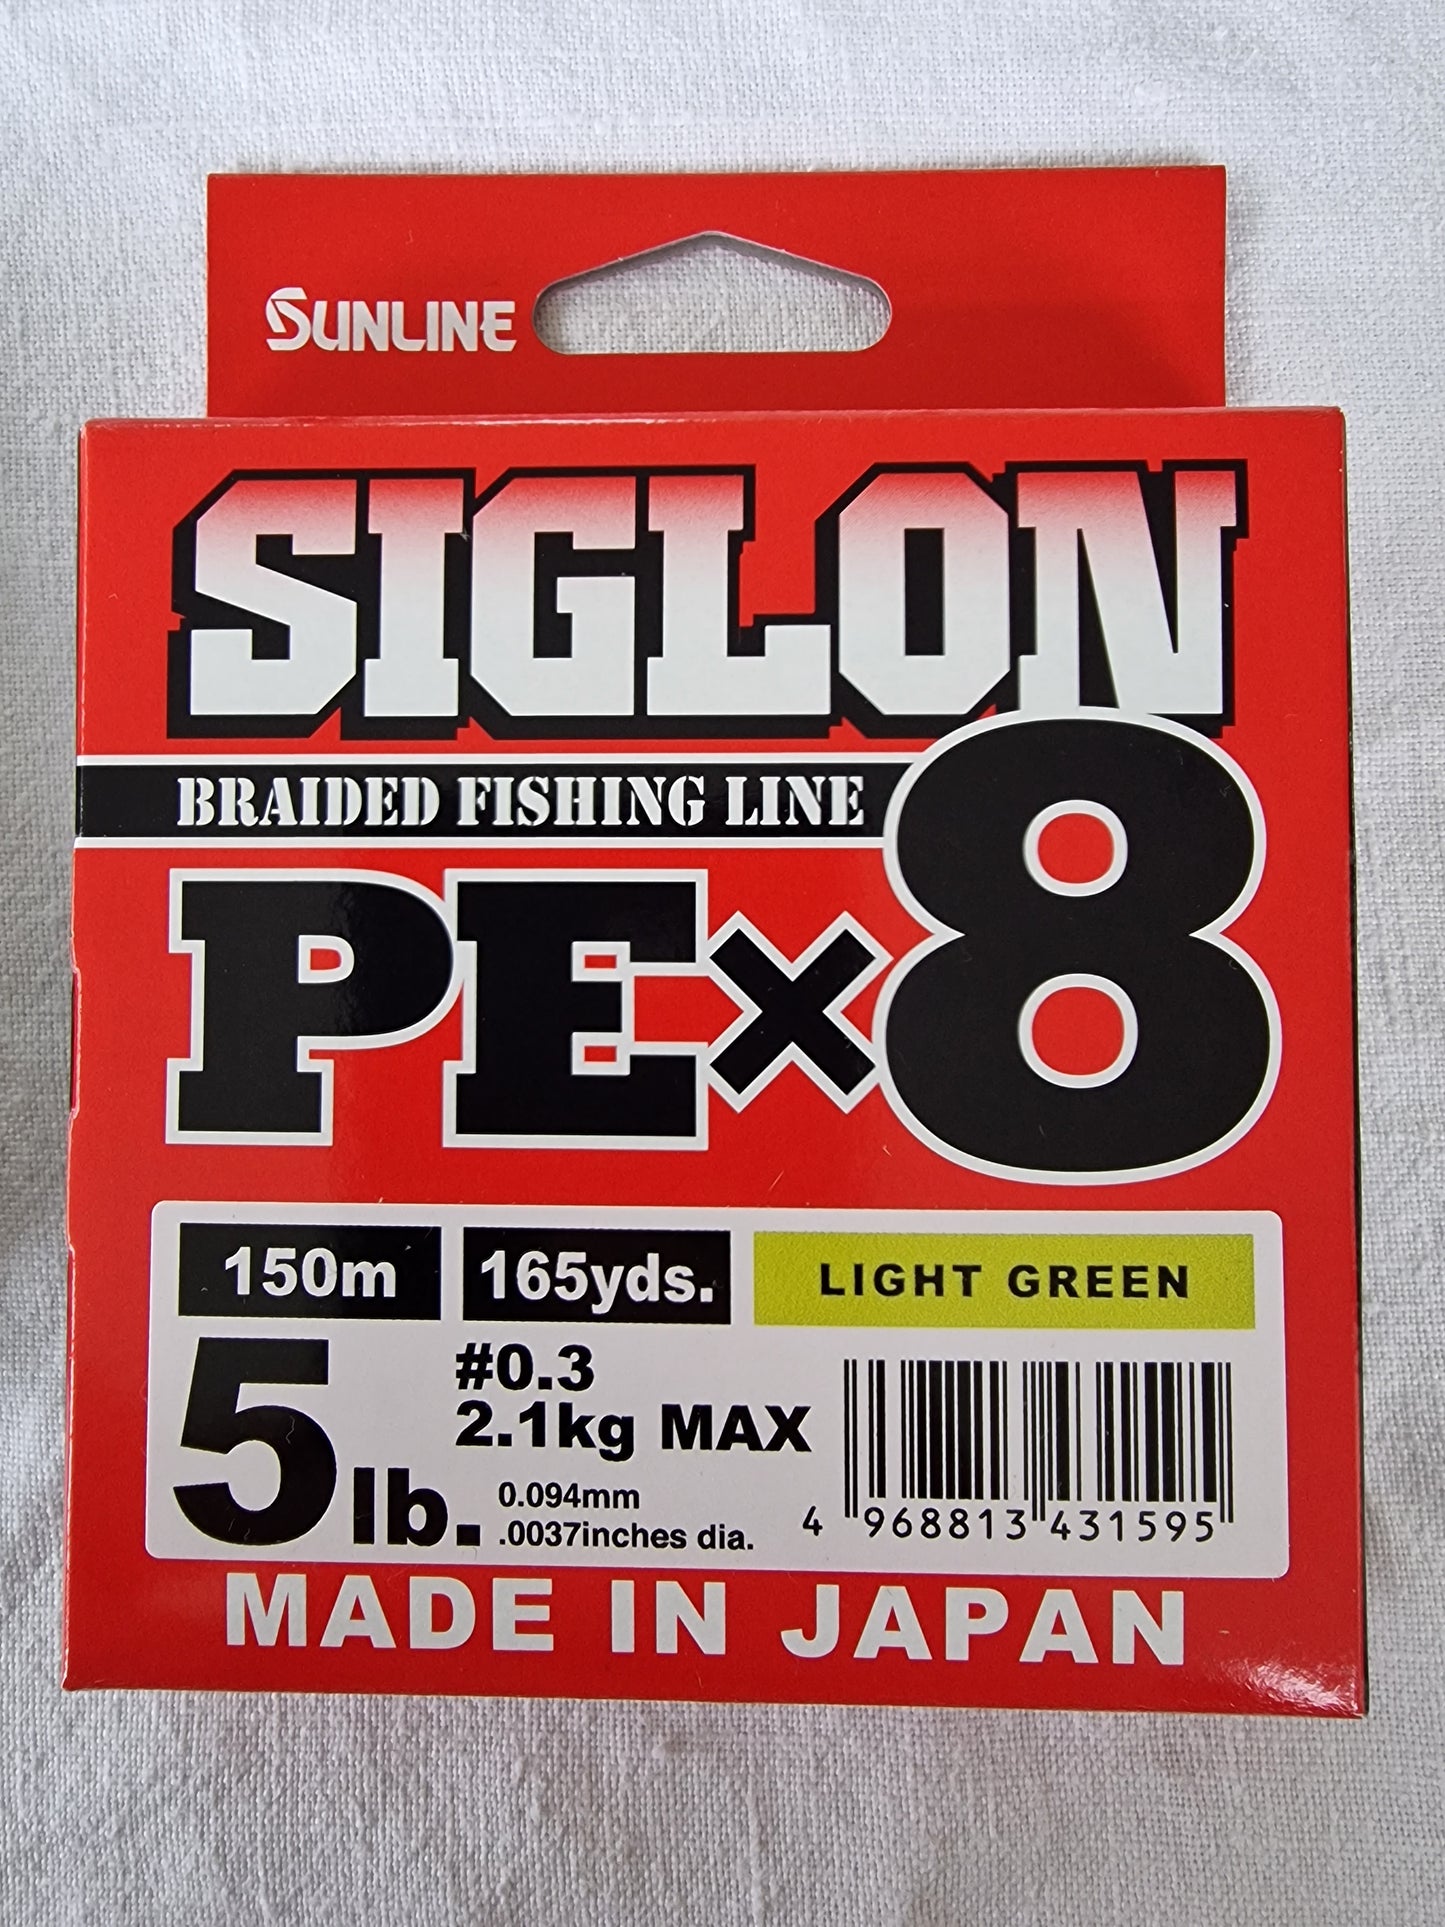 SUNLINE
SIGLON
BRAIDED FISHING LINE
PE×8
150m 165yds. LIGHT GREEN
5lb. #0.3
2.1kg MAX
0.094mm
.0037inches dia.
4 968813 431595
MADE IN JAPAN